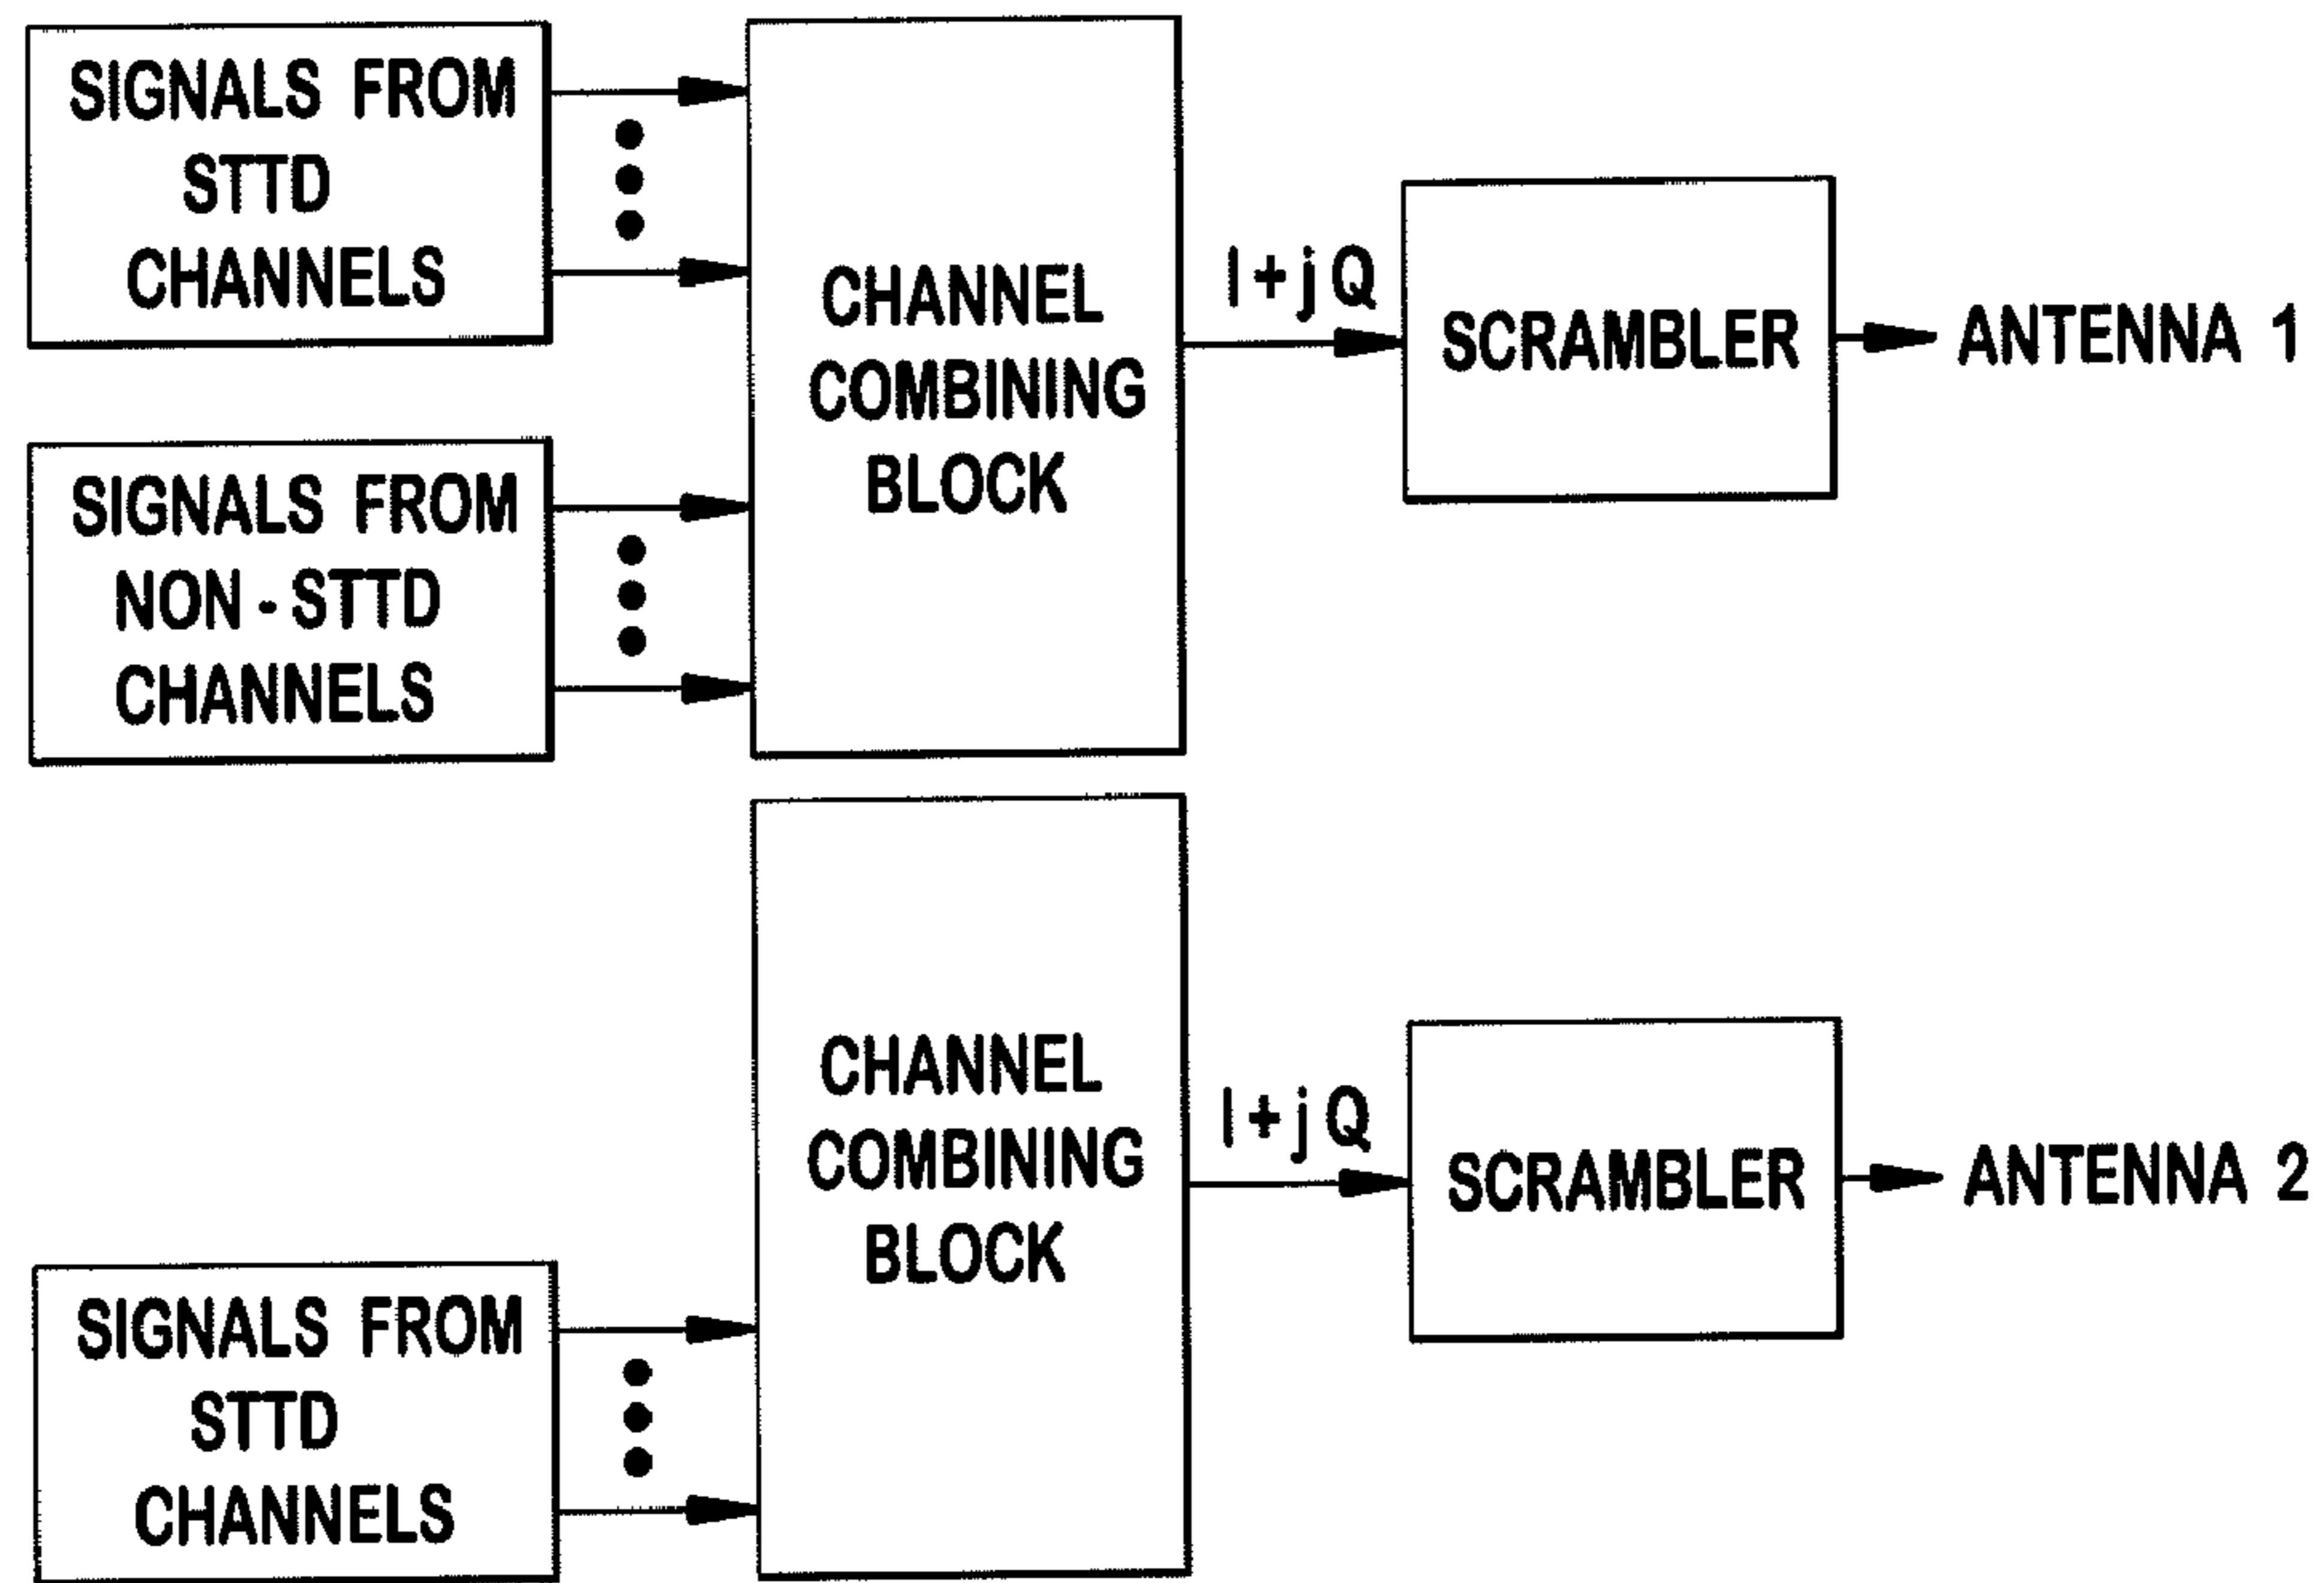 SIGNALS FROM
STTD
CHANNELS
SIGNALS FROM
NON-STTD
CHANNELS
CHANNEL
COMBINING
BLOCK
I+jQ
SCRAMBLER
ANTENNA 1
SIGNALS FROM
STTD
CHANNELS
CHANNEL
COMBINING
BLOCK
I+jQ
SCRAMBLER
ANTENNA 2